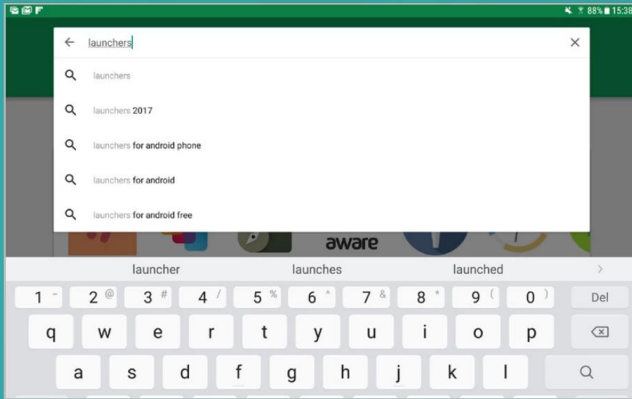 88% 15:38
launchers
launchers
launchers 2017
launchers for android phone
launchers for android
launchers for android free
aware
launcher launches launched
1 - 2 @ 3 # 4 / 5 % 6 ^ 7 & 8 * 9 ( 0 ) Del
q w e r t y u i o p
a s d f g h j k l